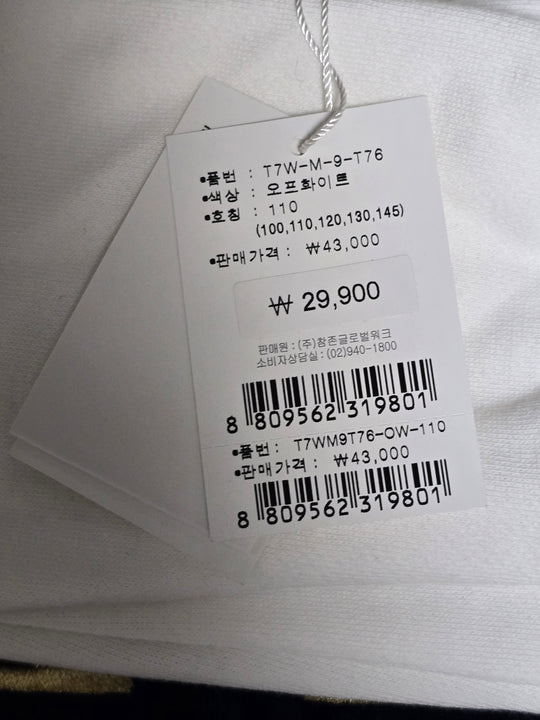 •품번 : T7W-M-9-T76
•색상 : 오프화이트
•호칭 : 110
(100,110,120,130,145)
•판매가격 : ₩43,000
₩ 29,900
판매원 : (주)창존글로벌워크
소비자상담실 : (02)940-1800
8 809562 319801
•품번 : T7WM9T76-OW-110
•판매가격 : ₩43,000
8 809562 319801